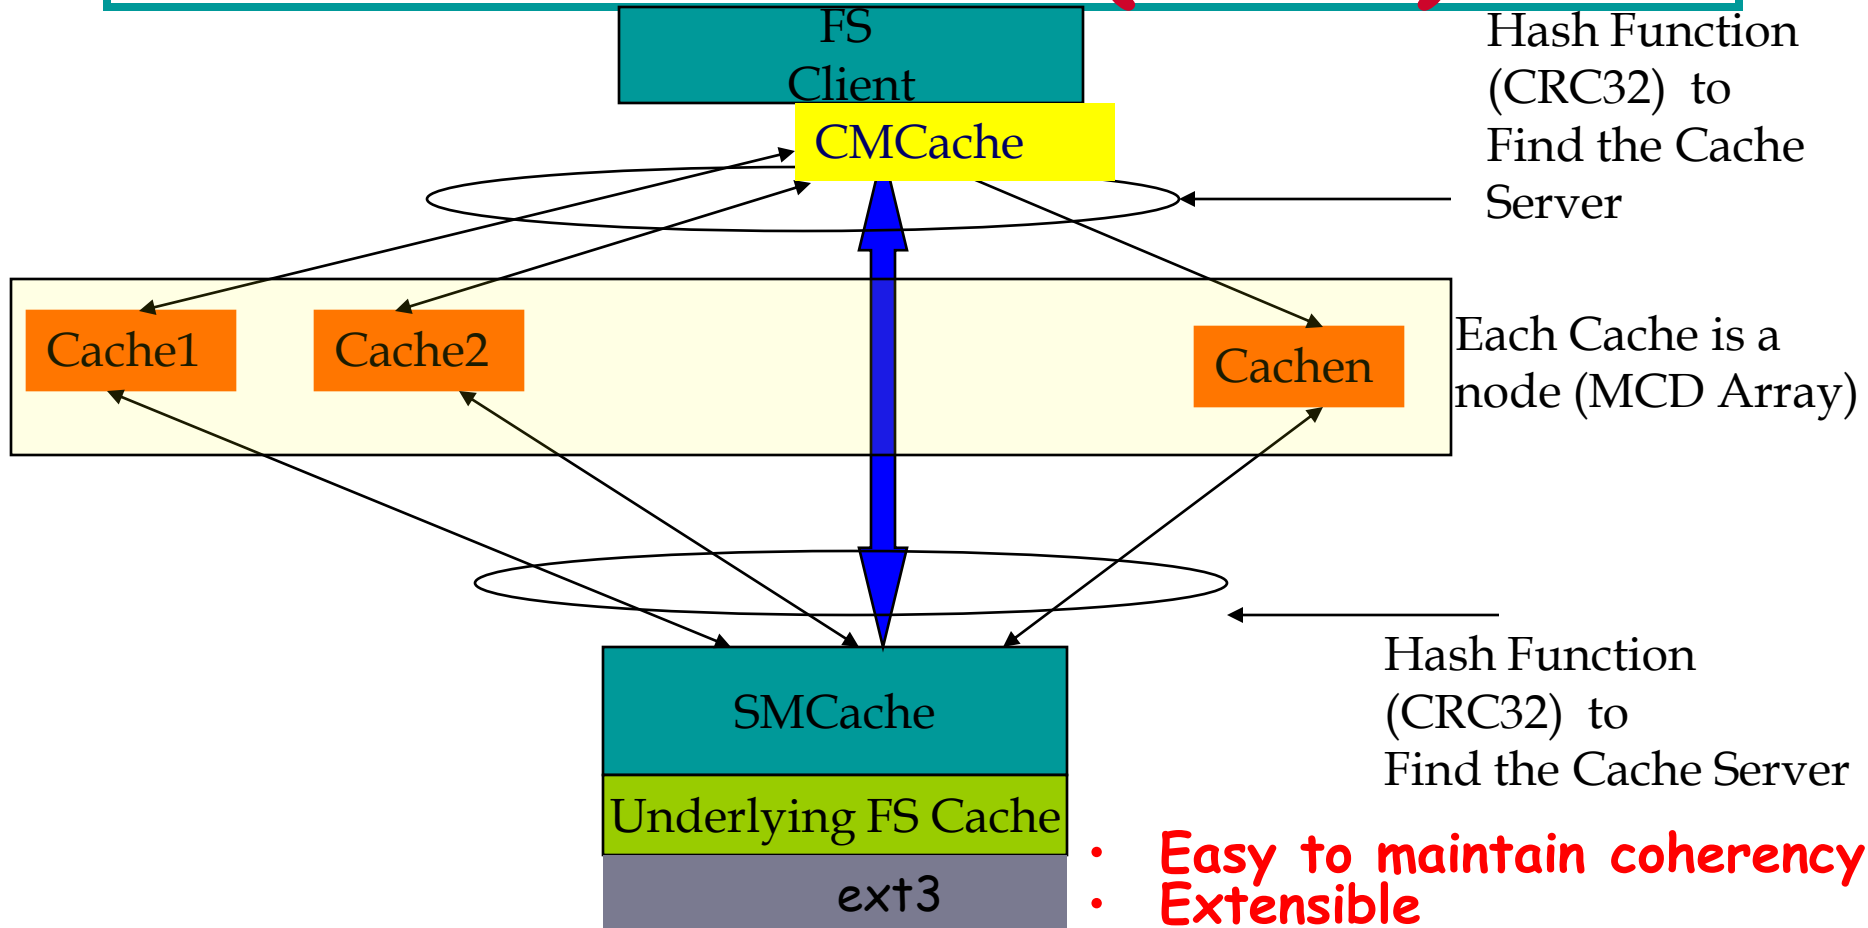 FS
Client
CMCache
Hash Function
(CRC32) to
Find the Cache
Server
Cache1
Cache2
Cachen
Each Cache is a
node (MCD Array)
SMCache
Hash Function
(CRC32) to
Find the Cache Server
Underlying FS Cache
ext3
• Easy to maintain coherency
• Extensible